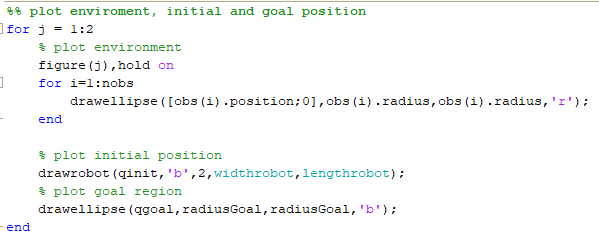 %% plot enviroment, initial and goal position
for j = 1:2
% plot environment
figure(j),hold on
for i=1:nobs
drawellipse([obs(i).position;0],obs(i).radius,obs(i).radius,'r');
end
% plot initial position
drawrobot(qinit,'b',2,widthrobot,lengthrobot);
% plot goal region
drawellipse(qgoal,radiusGoal,radiusGoal,'b');
end